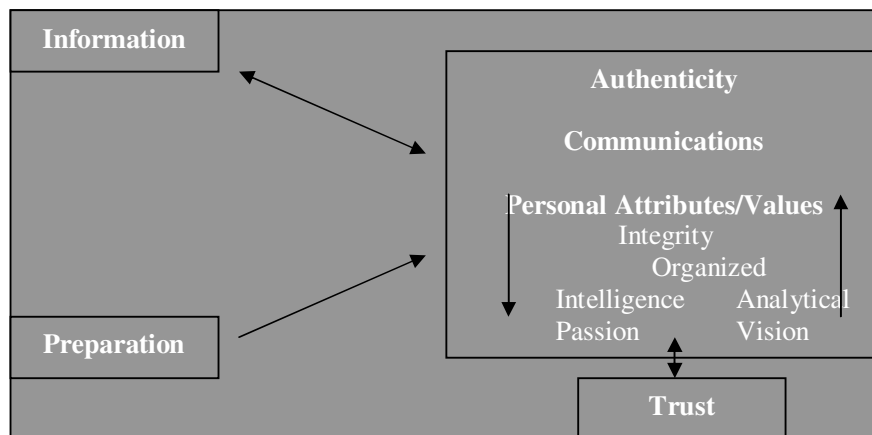 Information
Authenticity
Communications
Personal Attributes/Values
Integrity
Organized
Intelligence Analytical
Passion Vision
Preparation
Trust